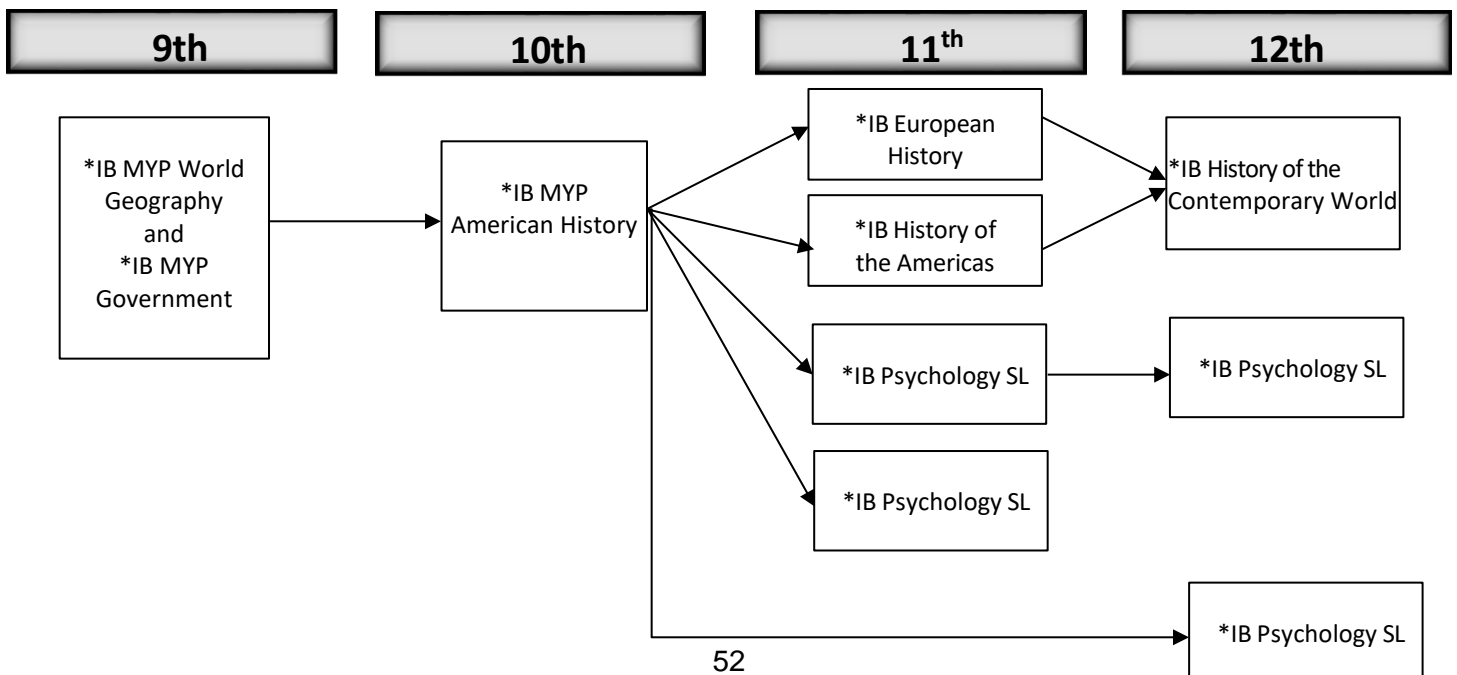 9th
10th
11th
12th
*IB MYP World
Geography
and
*IB MYP
Government
*IB MYP
American History
*IB European
History
*IB History of
the Americas
*IB Psychology SL
*IB Psychology SL
*IB History of the
Contemporary World
*IB Psychology SL
*IB Psychology SL
52